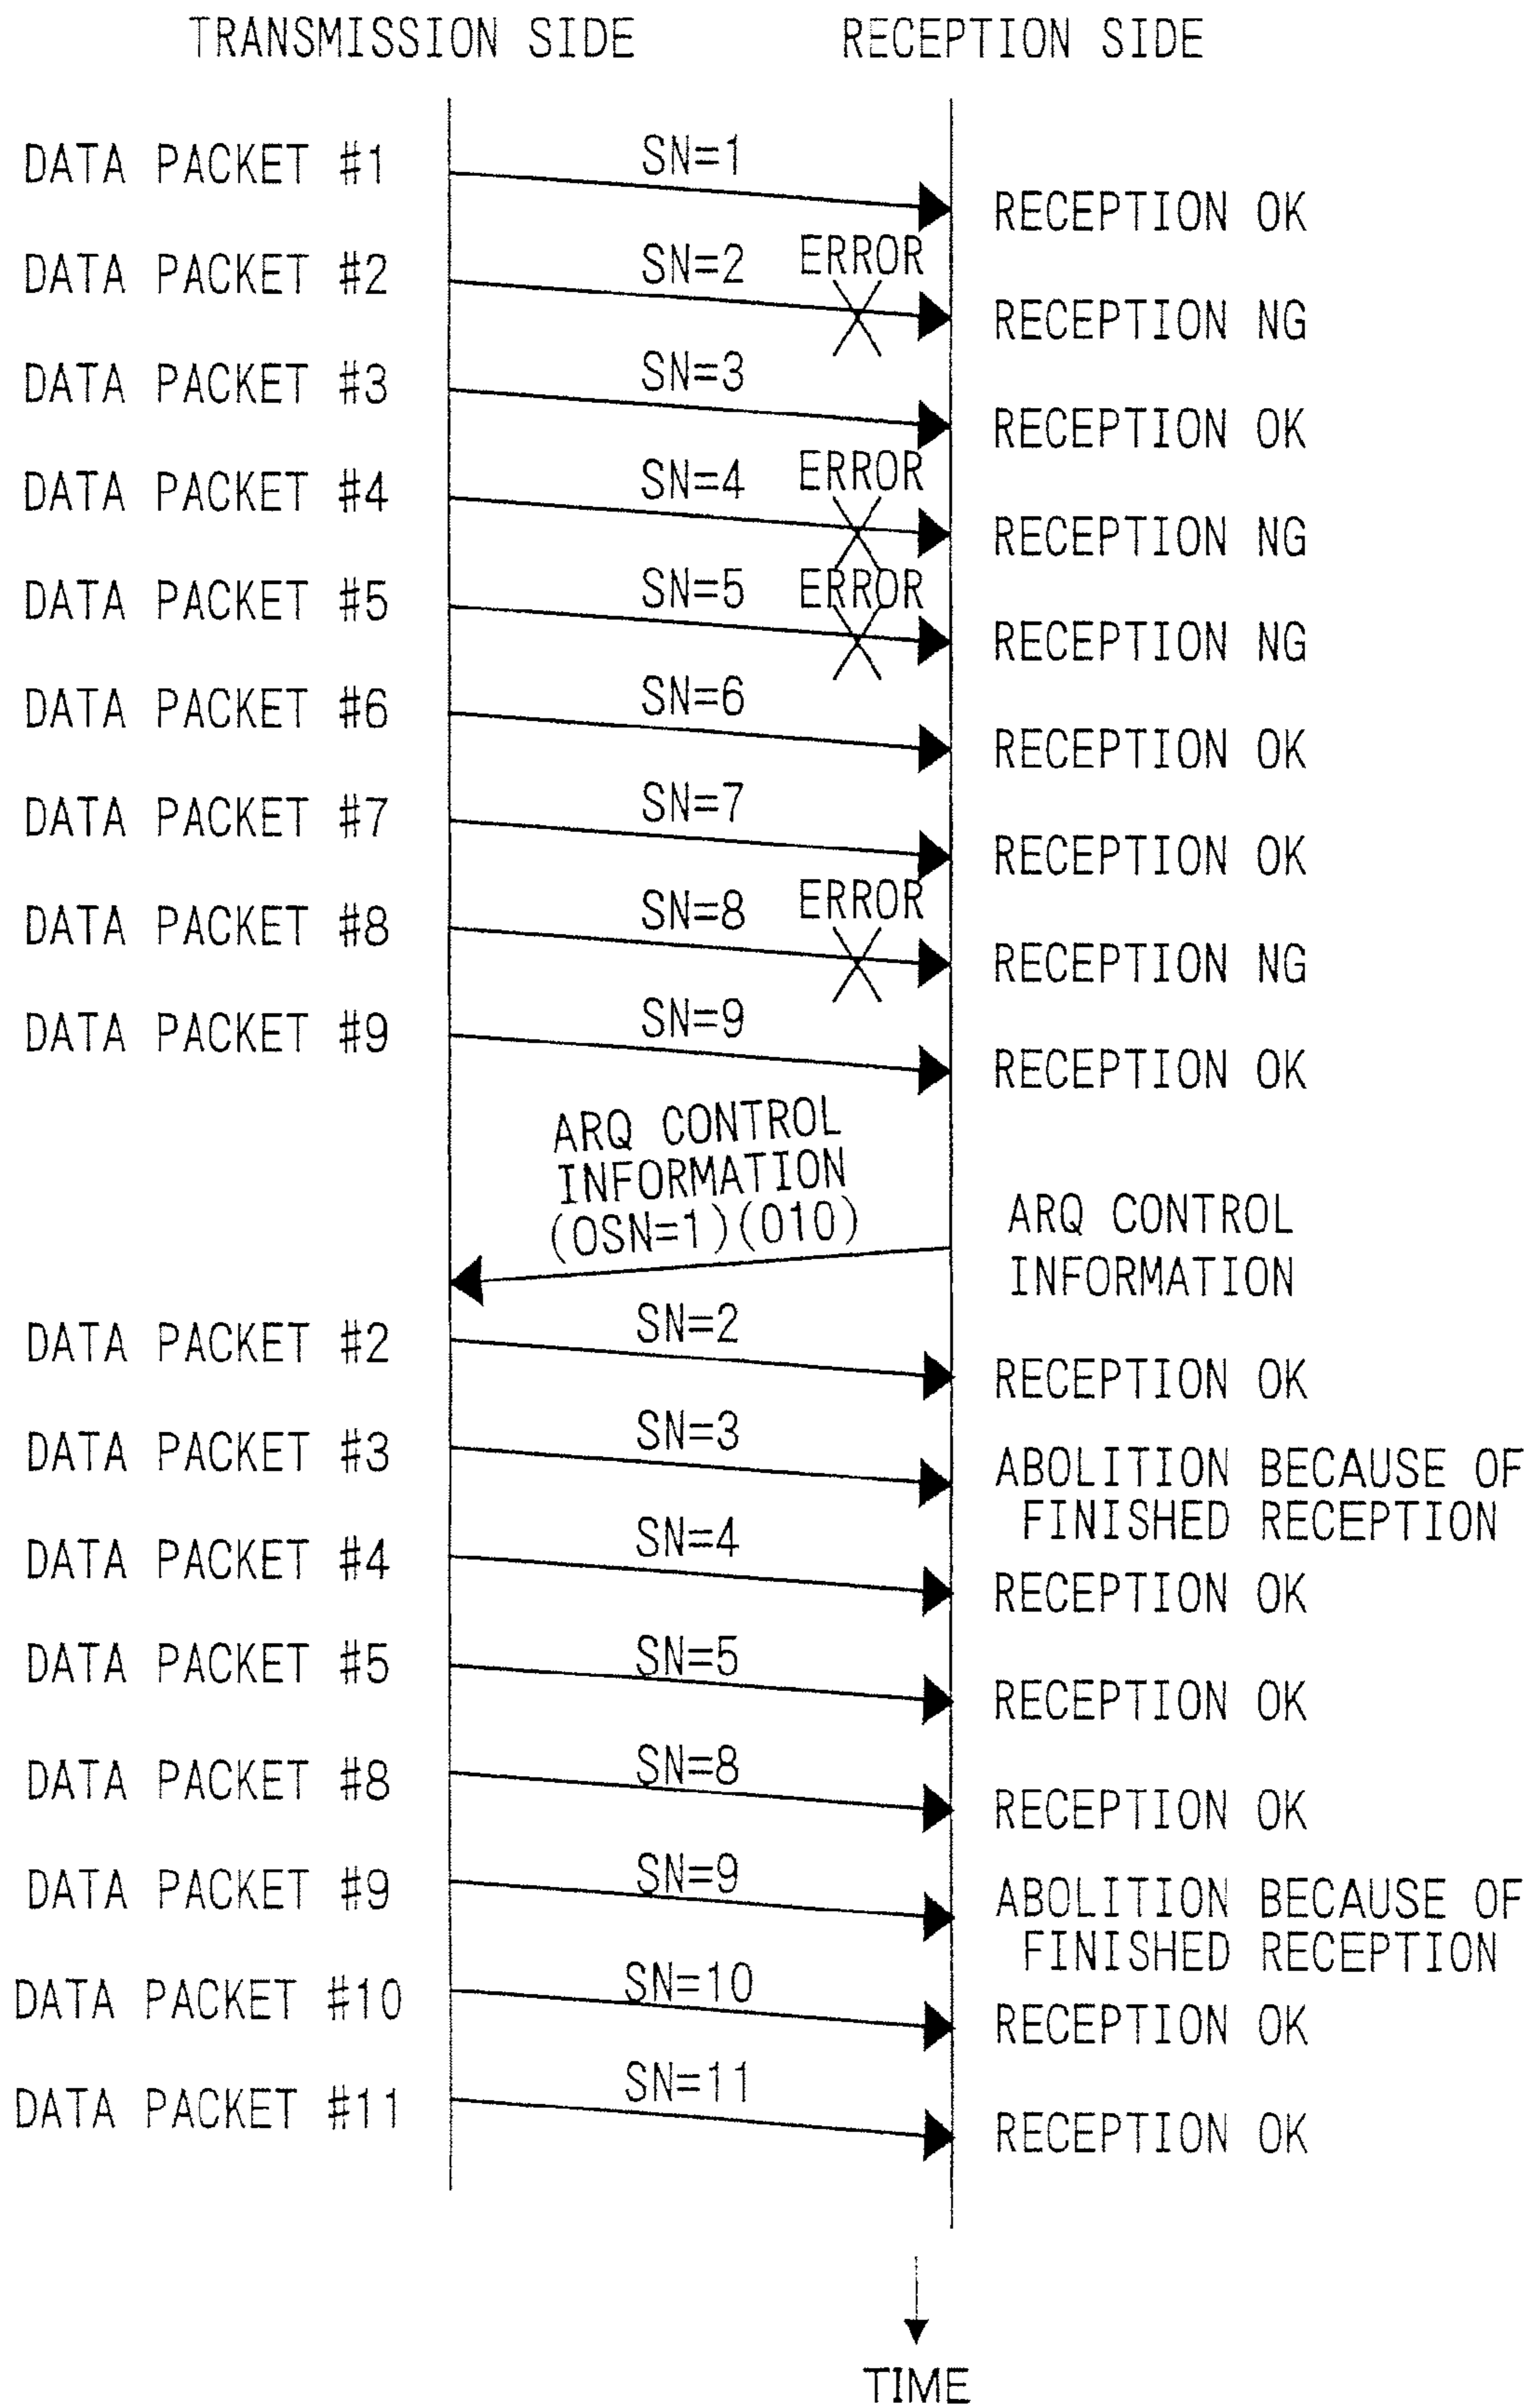 TRANSMISSION SIDE RECEPTION SIDE
DATA PACKET #1 SN=1 RECEPTION OK
DATA PACKET #2 SN=2 ERROR RECEPTION NG
DATA PACKET #3 SN=3 RECEPTION OK
DATA PACKET #4 SN=4 ERROR RECEPTION NG
DATA PACKET #5 SN=5 ERROR RECEPTION NG
DATA PACKET #6 SN=6 RECEPTION OK
DATA PACKET #7 SN=7 RECEPTION OK
DATA PACKET #8 SN=8 ERROR RECEPTION NG
DATA PACKET #9 SN=9 RECEPTION OK
ARQ CONTROL
INFORMATION
(OSN=1)(010)
ARQ CONTROL
INFORMATION
DATA PACKET #2 SN=2 RECEPTION OK
DATA PACKET #3 SN=3 ABOLITION BECAUSE OF
FINISHED RECEPTION
DATA PACKET #4 SN=4 RECEPTION OK
DATA PACKET #5 SN=5 RECEPTION OK
DATA PACKET #8 SN=8 RECEPTION OK
DATA PACKET #9 SN=9 ABOLITION BECAUSE OF
FINISHED RECEPTION
DATA PACKET #10 SN=10 RECEPTION OK
DATA PACKET #11 SN=11 RECEPTION OK
TIME